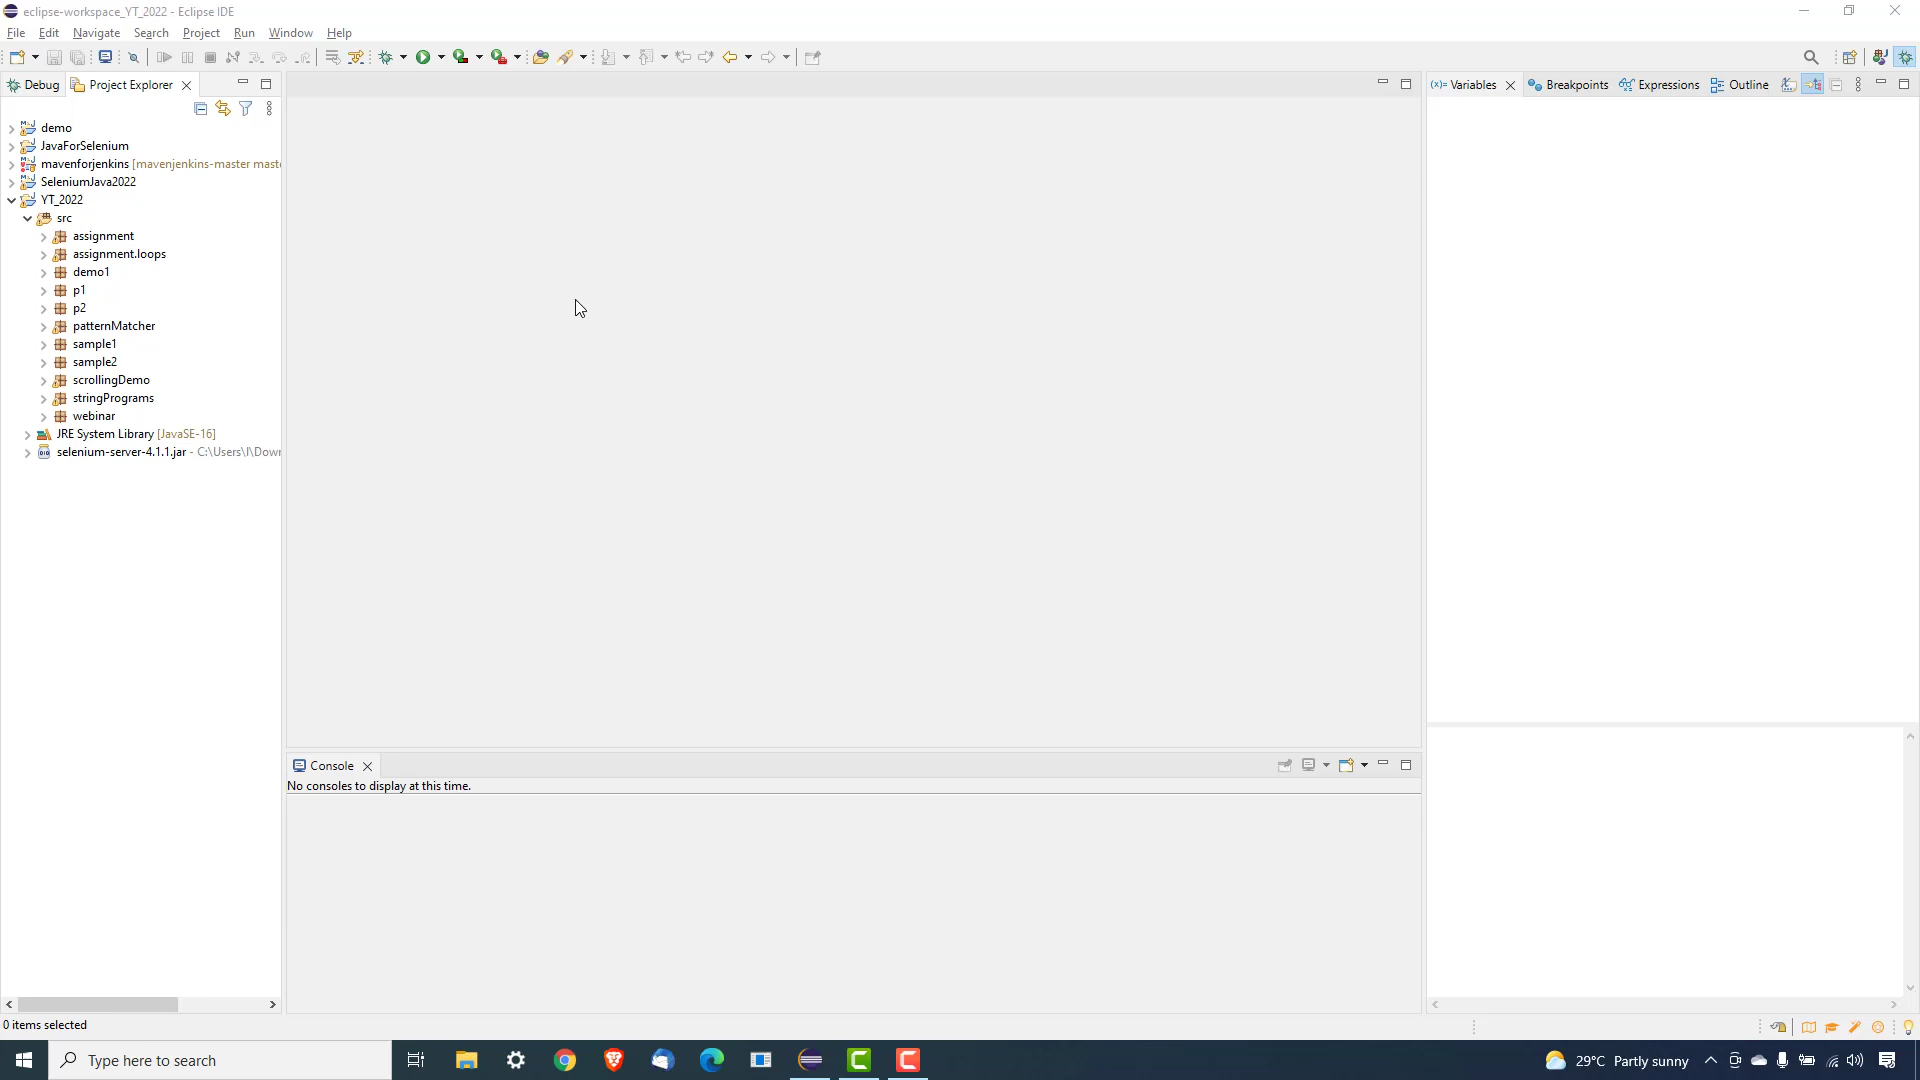 eclipse-workspace_YT_2022 - Eclipse IDE
File Edit Navigate Search Project Run Window Help
Debug Project Explorer
(x)= Variables Breakpoints Expressions Outline
demo
JavaForSelenium
mavenforjenkins [mavenjenkins-master mast
SeleniumJava2022
YT_2022
src
assignment
assignment.loops
demo1
p1
p2
patternMatcher
sample1
sample2
scrollingDemo
stringPrograms
webinar
JRE System Library [JavaSE-16]
selenium-server-4.1.1.jar - C:\Users\I\Dowr
Console
No consoles to display at this time.
0 items selected
Type here to search
29°C Partly sunny